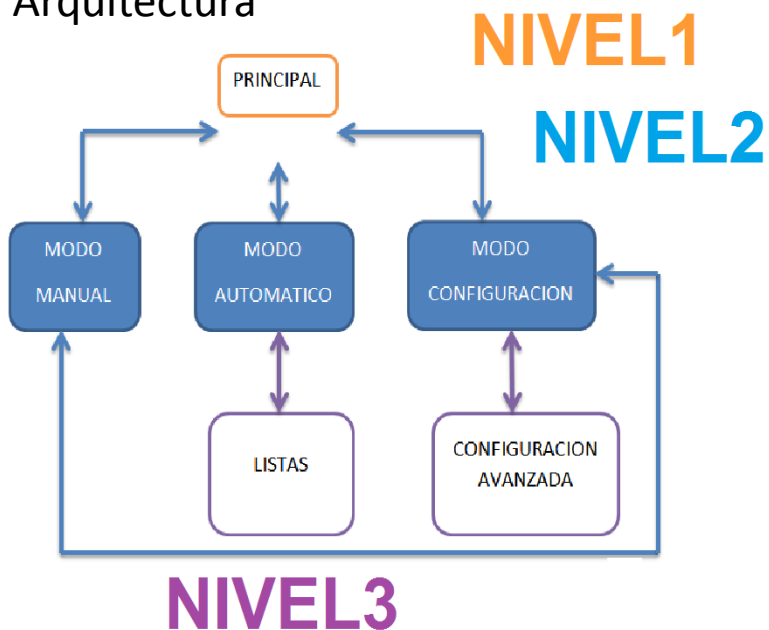 Arquitectura
NIVEL1
PRINCIPAL
NIVEL2
MODO
MANUAL
MODO
AUTOMATICO
MODO
CONFIGURACION
LISTAS
CONFIGURACION
AVANZADA
NIVEL3